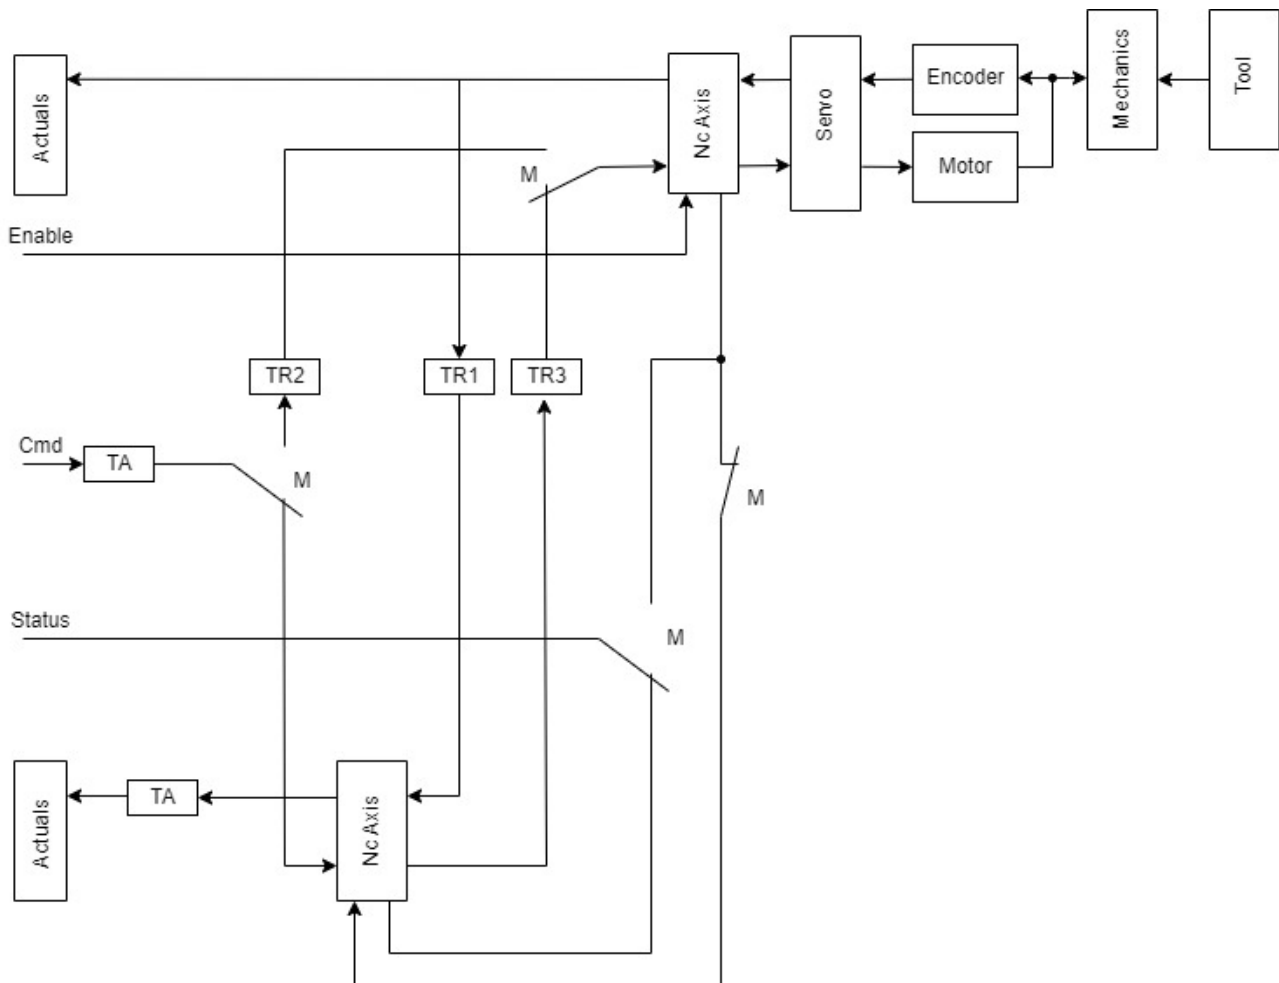 Actuals
Nc Axis
Servo
Encoder
Motor
Mechanics
Tool
M
Enable
TR2
TR1
TR3
Cmd
TA
M
M
Status
M
Actuals
TA
Nc Axis